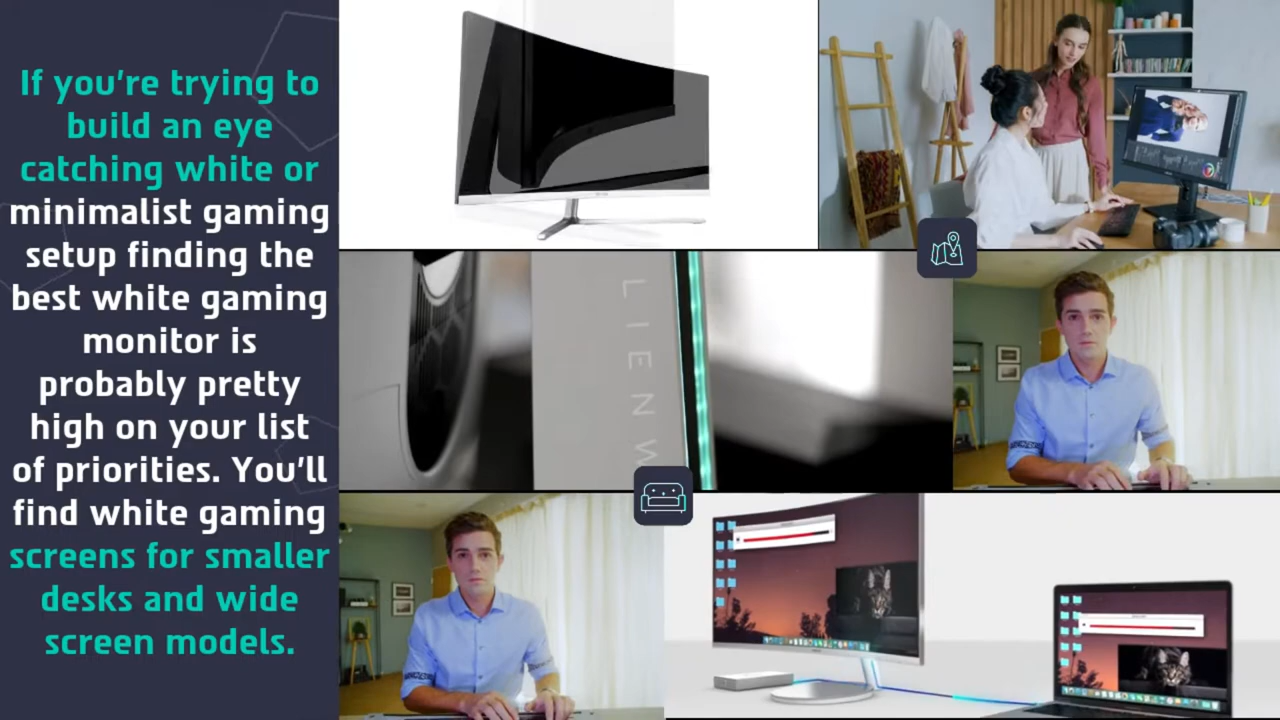 If you're trying to
build an eye
catching white or
minimalist gaming
setup finding the
best white gaming
monitor is
probably pretty
high on your list
of priorities. You'll
find white gaming
screens for smaller
desks and wide
screen models.
LIENW